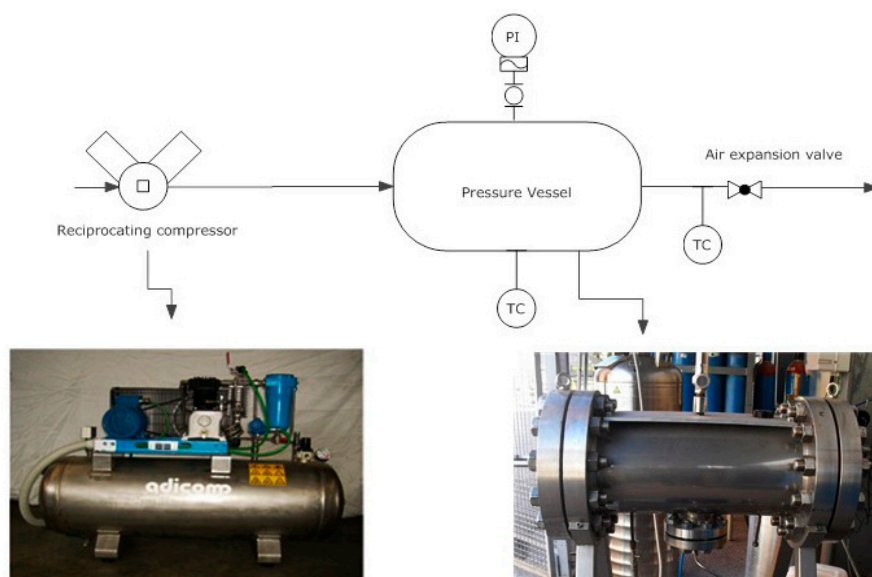 PI
Air expansion valve
Pressure Vessel
Reciprocating compressor
TC
TC
adicomp